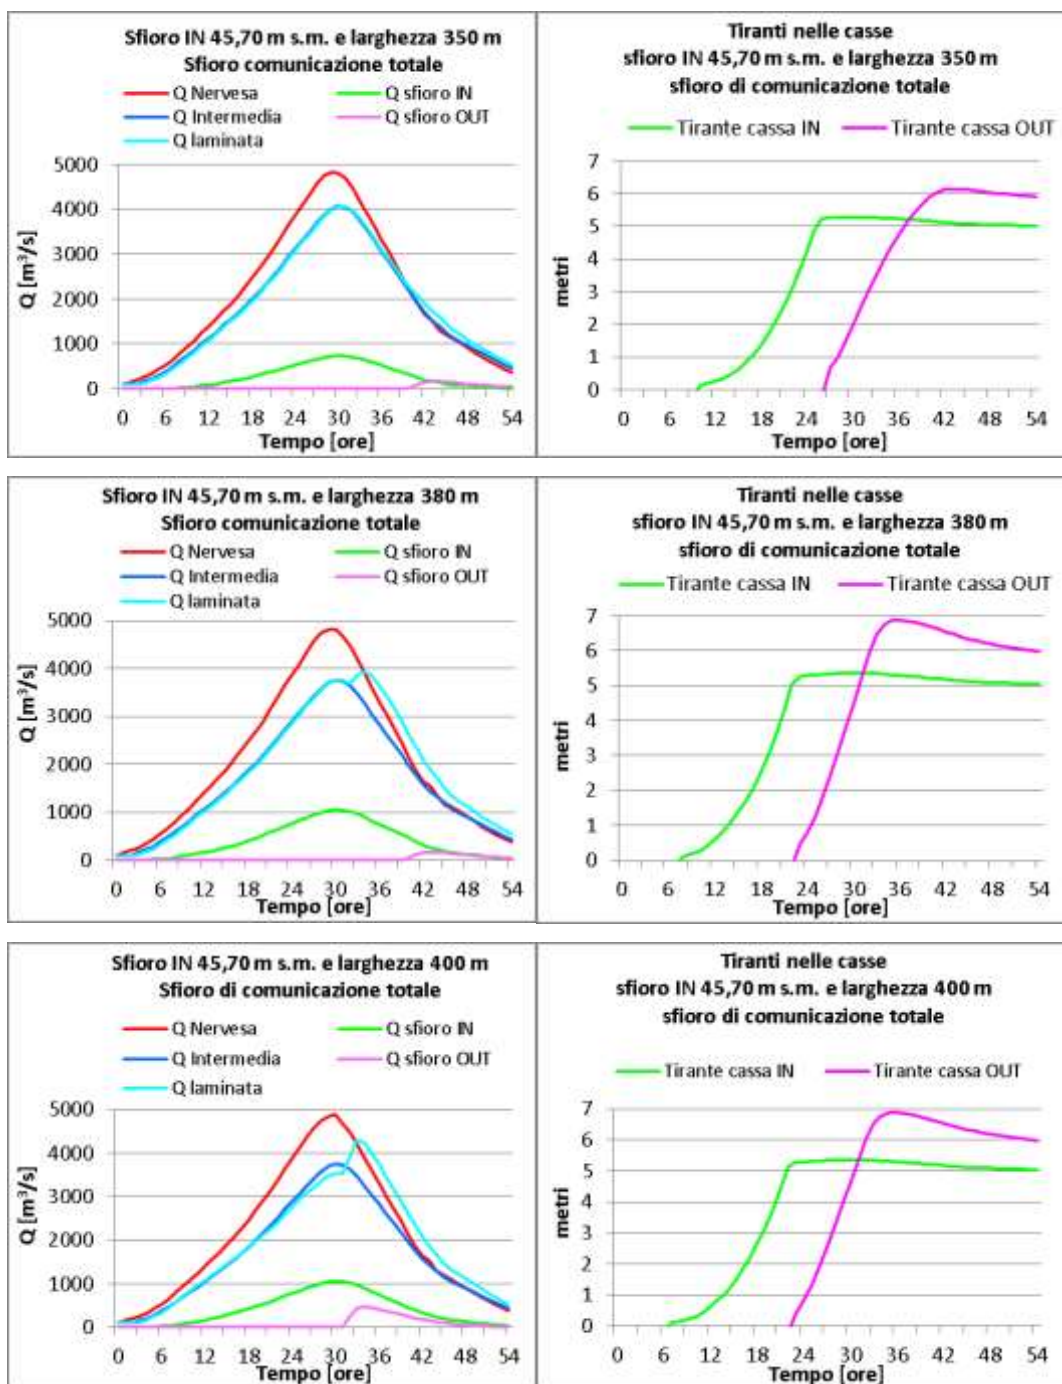 Sfioro IN 45,70 m s.m. e larghezza 350 m
Sfioro comunicazione totale
Q Nervesa
Q sfioro IN
Q Intermedia
Q sfioro OUT
Q laminata
5000
4000
3000
2000
1000
0
Q [m³/s]
0 6 12 18 24 30 36 42 48 54
Tempo [ore]
Tiranti nelle casse
sfioro IN 45,70 m s.m. e larghezza 350 m
sfioro di comunicazione totale
Tirante cassa IN
Tirante cassa OUT
7
6
5
4
3
2
1
0
metri
0 6 12 18 24 30 36 42 48 54
Tempo [ore]
Sfioro IN 45,70 m s.m. e larghezza 380 m
Sfioro comunicazione totale
Q Nervesa
Q sfioro IN
Q Intermedia
Q sfioro OUT
Q laminata
5000
4000
3000
2000
1000
0
Q [m³/s]
0 6 12 18 24 30 36 42 48 54
Tempo [ore]
Tiranti nelle casse
sfioro IN 45,70 m s.m. e larghezza 380 m
sfioro di comunicazione totale
Tirante cassa IN
Tirante cassa OUT
7
6
5
4
3
2
1
0
metri
0 6 12 18 24 30 36 42 48 54
Tempo [ore]
Sfioro IN 45,70 m s.m. e larghezza 400 m
Sfioro di comunicazione totale
Q Nervesa
Q sfioro IN
Q Intermedia
Q sfioro OUT
Q laminata
5000
4000
3000
2000
1000
0
Q [m³/s]
0 6 12 18 24 30 36 42 48 54
Tempo [ore]
Tiranti nelle casse
sfioro IN 45,70 m s.m. e larghezza 400 m
sfioro di comunicazione totale
Tirante cassa IN
Tirante cassa OUT
7
6
5
4
3
2
1
0
metri
0 6 12 18 24 30 36 42 48 54
Tempo [ore]